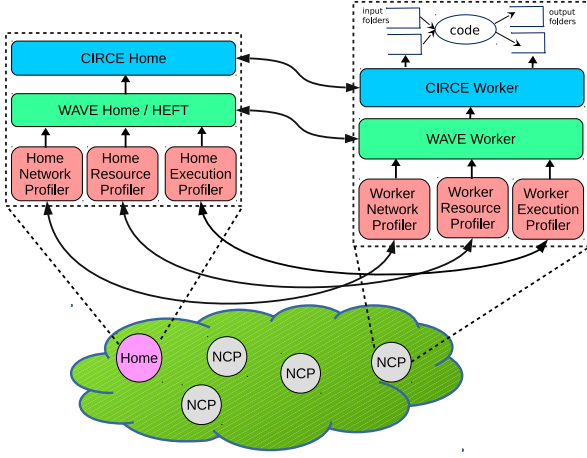 input
folders
code
output
folders
CIRCE Home
WAVE Home / HEFT
Home
Network
Profiler
Home
Resource
Profiler
Home
Execution
Profiler
CIRCE Worker
WAVE Worker
Worker
Network
Profiler
Worker
Resource
Profiler
Worker
Execution
Profiler
Home
NCP
NCP
NCP
NCP